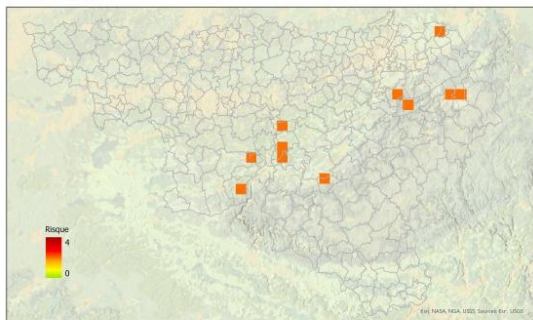 Risque
4
0
Esri, NASA, NGA, USGS, Sources: Esri, USGS